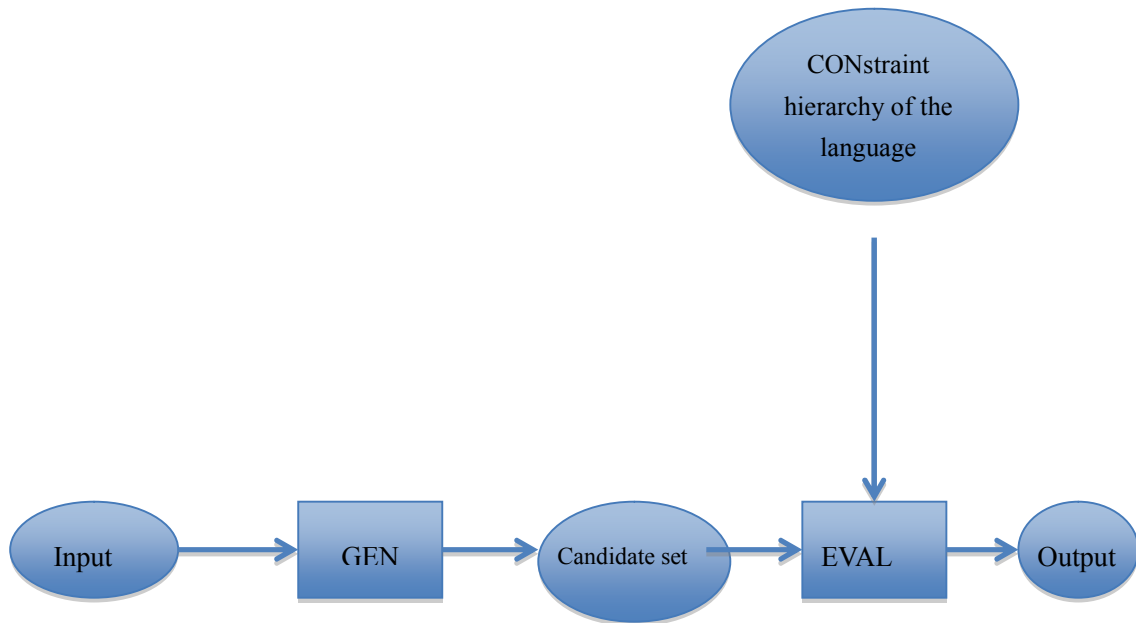 CONstraint
hierarchy of the
language
Input
GEN
Candidate set
EVAL
Output